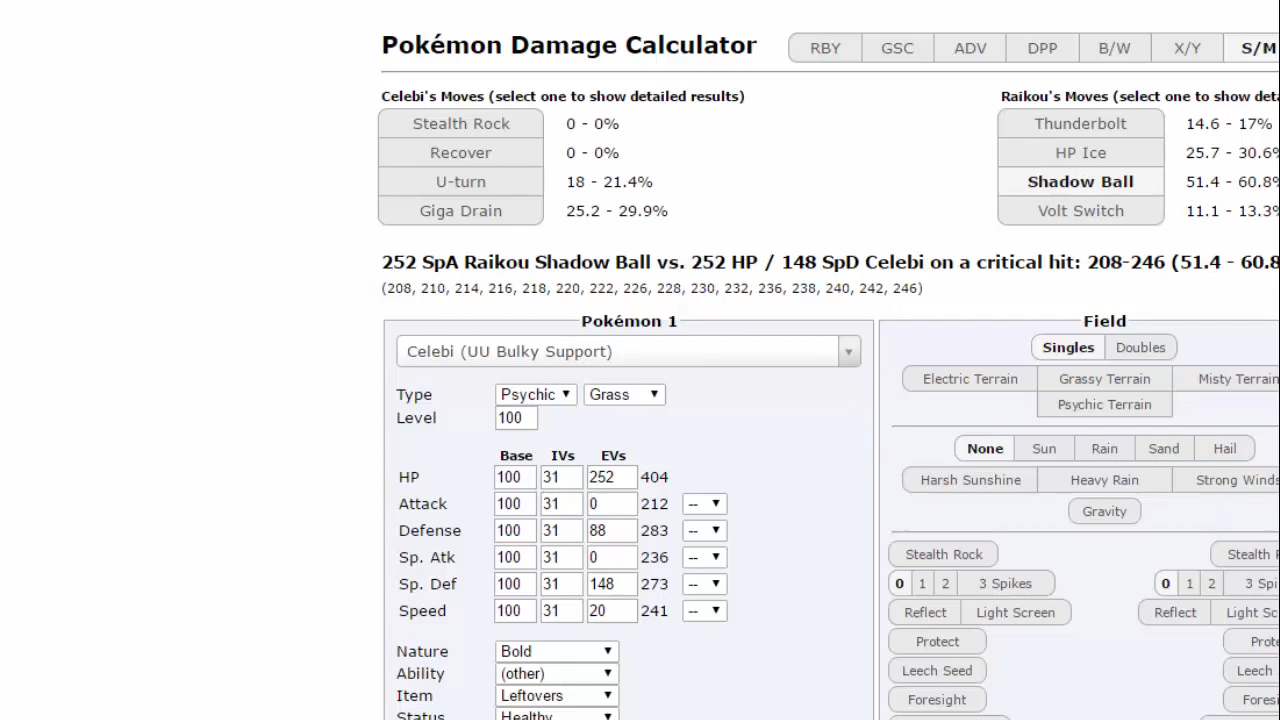 Pokémon Damage Calculator RBY GSC ADV DPP B/W X/Y S/M
Celebi's Moves (select one to show detailed results) Raikou's Moves (select one to show deta
Stealth Rock 0 - 0% Thunderbolt 14.6 - 17%
Recover 0 - 0% HP Ice 25.7 - 30.6%
U-turn 18 - 21.4% Shadow Ball 51.4 - 60.8%
Giga Drain 25.2 - 29.9% Volt Switch 11.1 - 13.3%
252 SpA Raikou Shadow Ball vs. 252 HP / 148 SpD Celebi on a critical hit: 208-246 (51.4 - 60.8
(208, 210, 214, 216, 218, 220, 222, 226, 228, 230, 232, 236, 238, 240, 242, 246)
Pokémon 1 Field
Celebi (UU Bulky Support) Singles Doubles
Type Psychic Grass Electric Terrain Grassy Terrain Misty Terrain
Level 100 Psychic Terrain
Base IVs EVs None Sun Rain Sand Hail
HP 100 31 252 404 Harsh Sunshine Heavy Rain Strong Winds
Attack 100 31 0 212 -- Gravity
Defense 100 31 88 283 --
Sp. Atk 100 31 0 236 -- Stealth Rock Stealth
Sp. Def 100 31 148 273 -- 0 1 2 3 Spikes 0 1 2 3 Spi
Speed 100 31 20 241 -- Reflect Light Screen Reflect Light Sc
Nature Bold Protect Prote
Ability (other) Leech Seed Leech
Item Leftovers Foresight Fores
Status Healthy